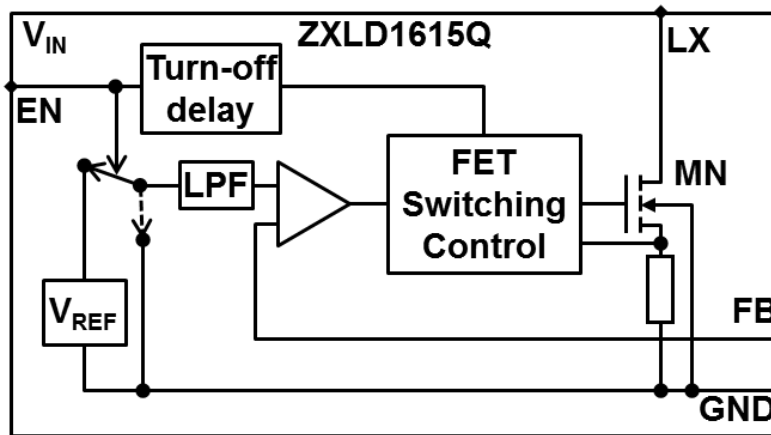 VIN
ZXLD1615Q
LX
EN
Turn-off
delay
LPF
FET
Switching
Control
MN
VREF
FB
GND